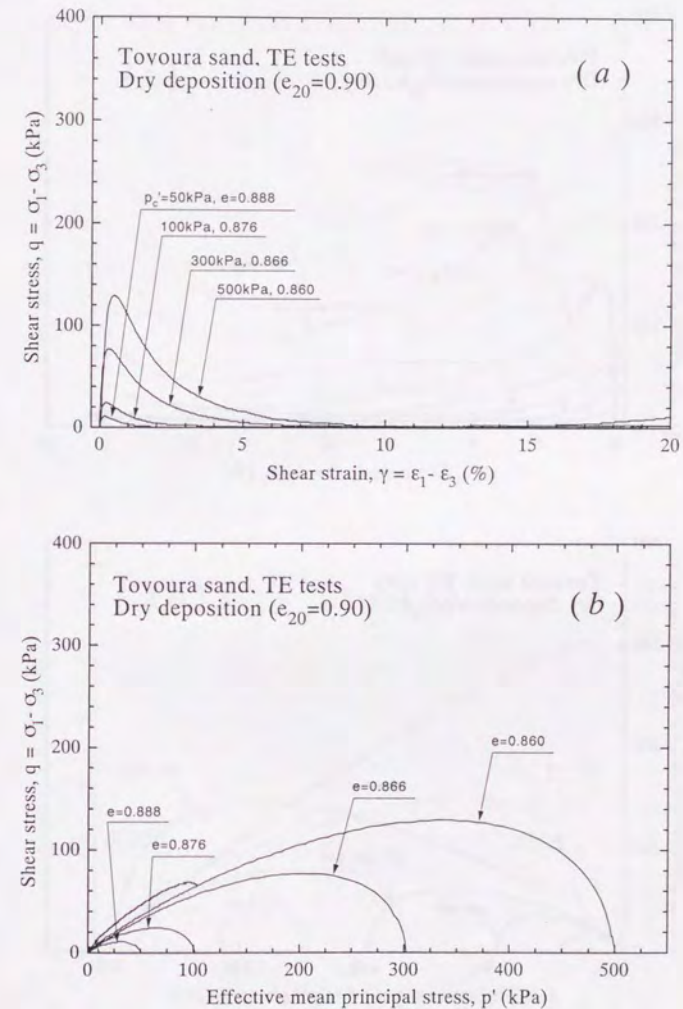 400
Tovoura sand. TE tests
Dry deposition (e20=0.90)
(a)
300
Shear stress, q = σ1- σ3 (kPa)
pc'=50kPa, e=0.888
200
100kPa, 0.876
300kPa, 0.866
500kPa, 0.860
100
0
0 5 10 15 20
Shear strain, γ = ε1- ε3 (%)
400
Tovoura sand. TE tests
Dry deposition (e20=0.90)
(b)
300
Shear stress, q = σ1- σ3 (kPa)
200
e=0.860
e=0.866
e=0.888
e=0.876
100
0
0 100 200 300 400 500
Effective mean principal stress, p' (kPa)